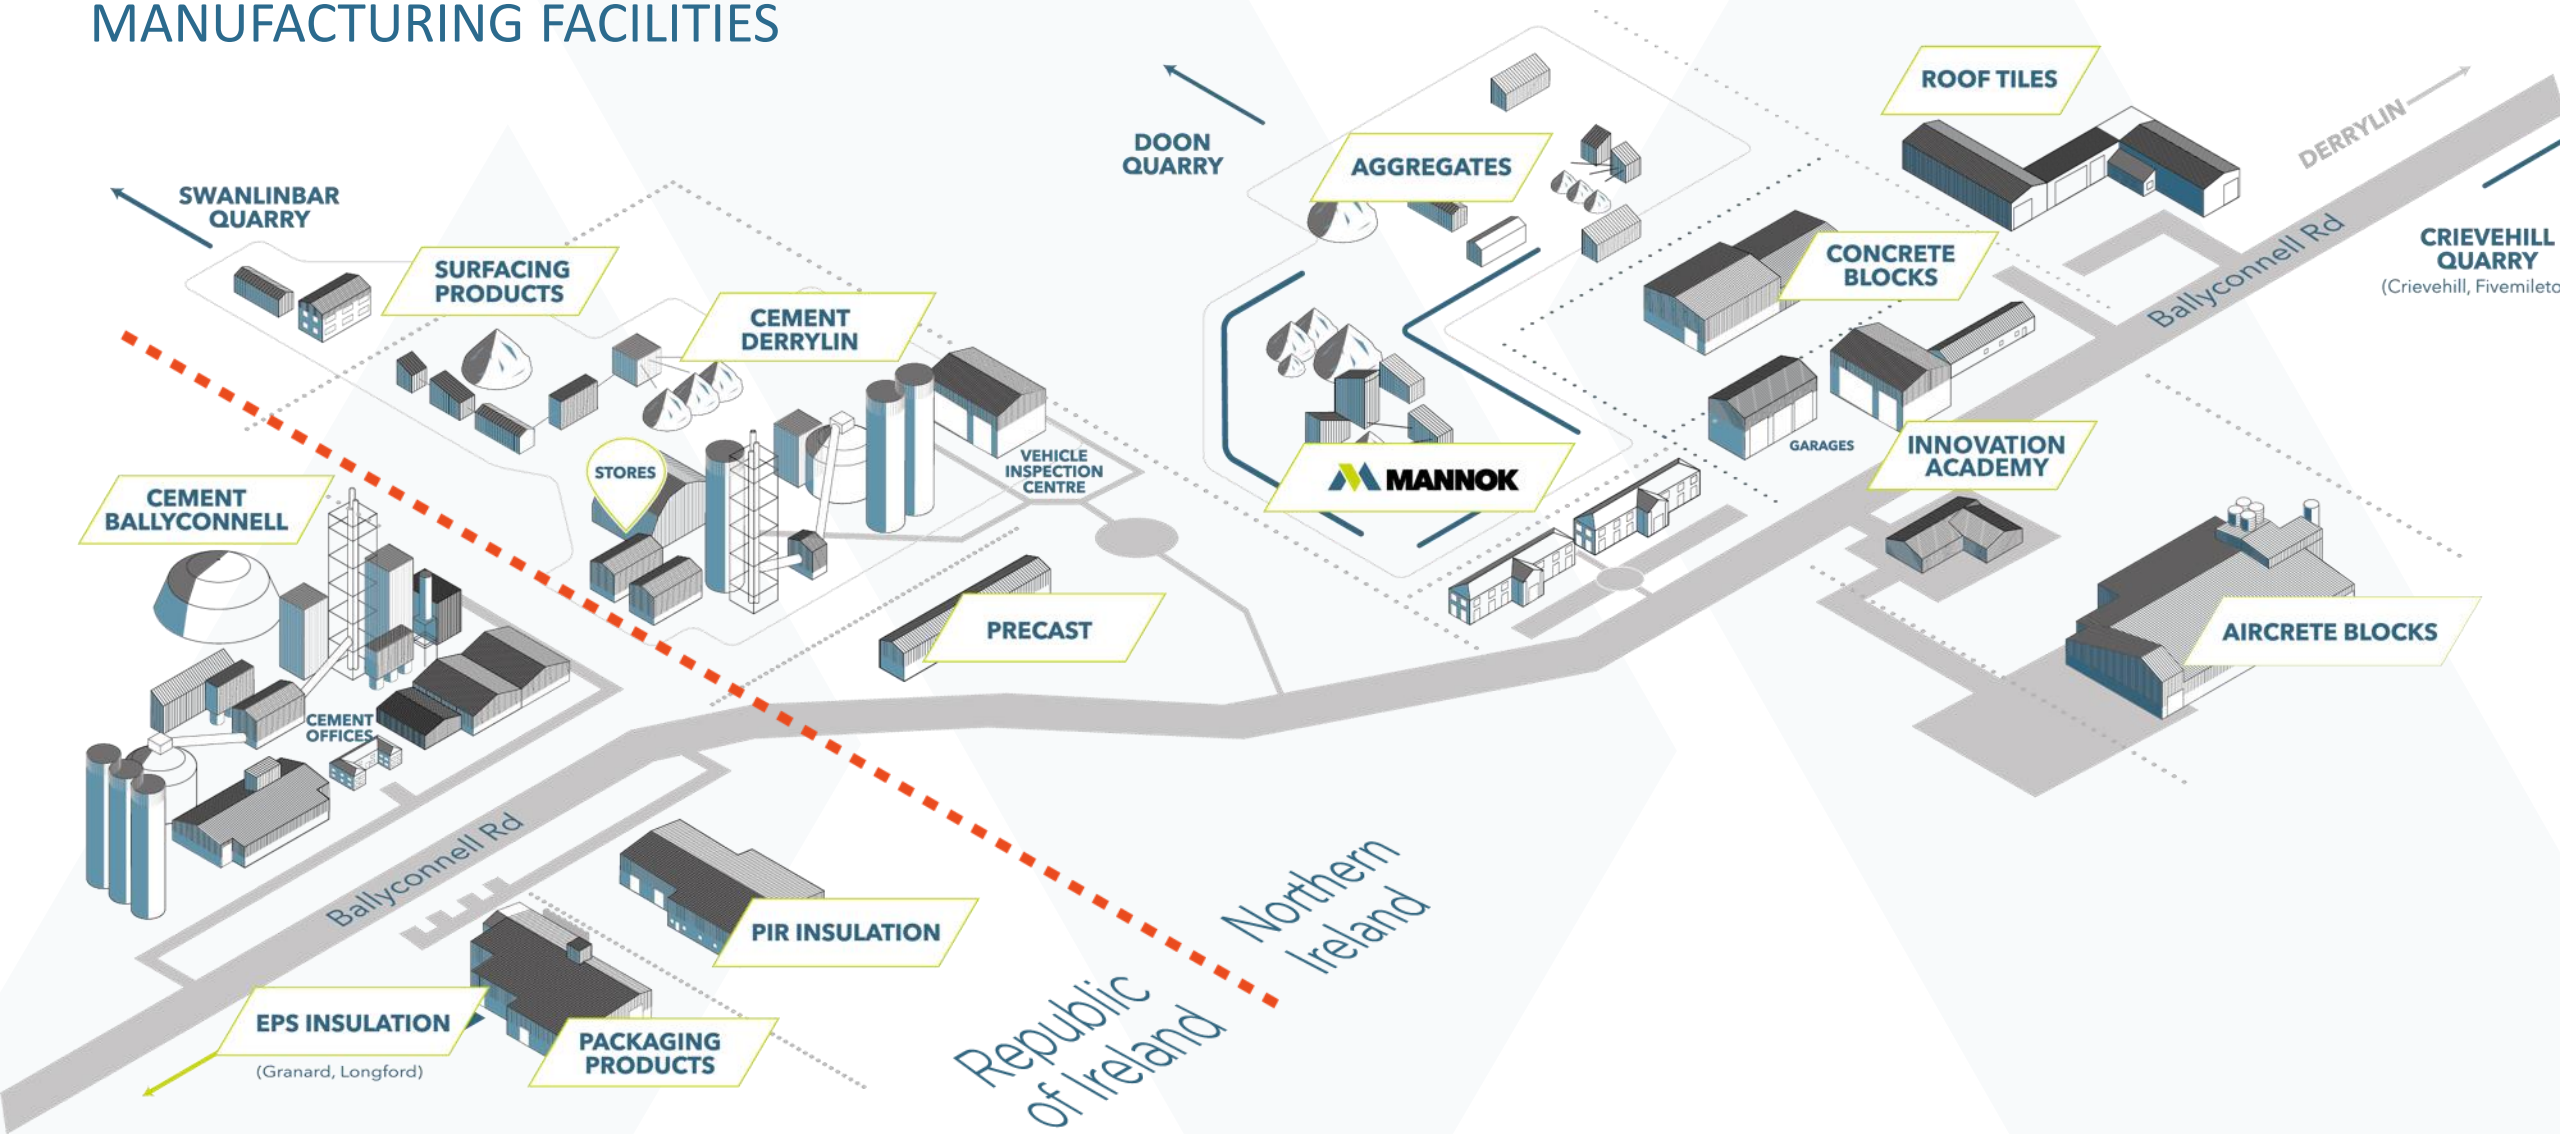 MANUFACTURING FACILITIES
ROOF TILES
DERRYLIN
DOON
QUARRY
AGGREGATES
SWANLINBAR
QUARRY
CONCRETE
BLOCKS
Ballyconnell Rd
CRIEVEHILL
QUARRY
(Crievehill, Fivemileto
SURFACING
PRODUCTS
CEMENT
DERRYLIN
STORES
VEHICLE
INSPECTION
CENTRE
MANNOK
GARAGES
INNOVATION
ACADEMY
CEMENT
BALLYCONNELL
PRECAST
AIRCRETE BLOCKS
CEMENT
OFFICES
Ballyconnell Rd
PIR INSULATION
Northern
Ireland
Republic
of Ireland
EPS INSULATION
(Granard, Longford)
PACKAGING
PRODUCTS